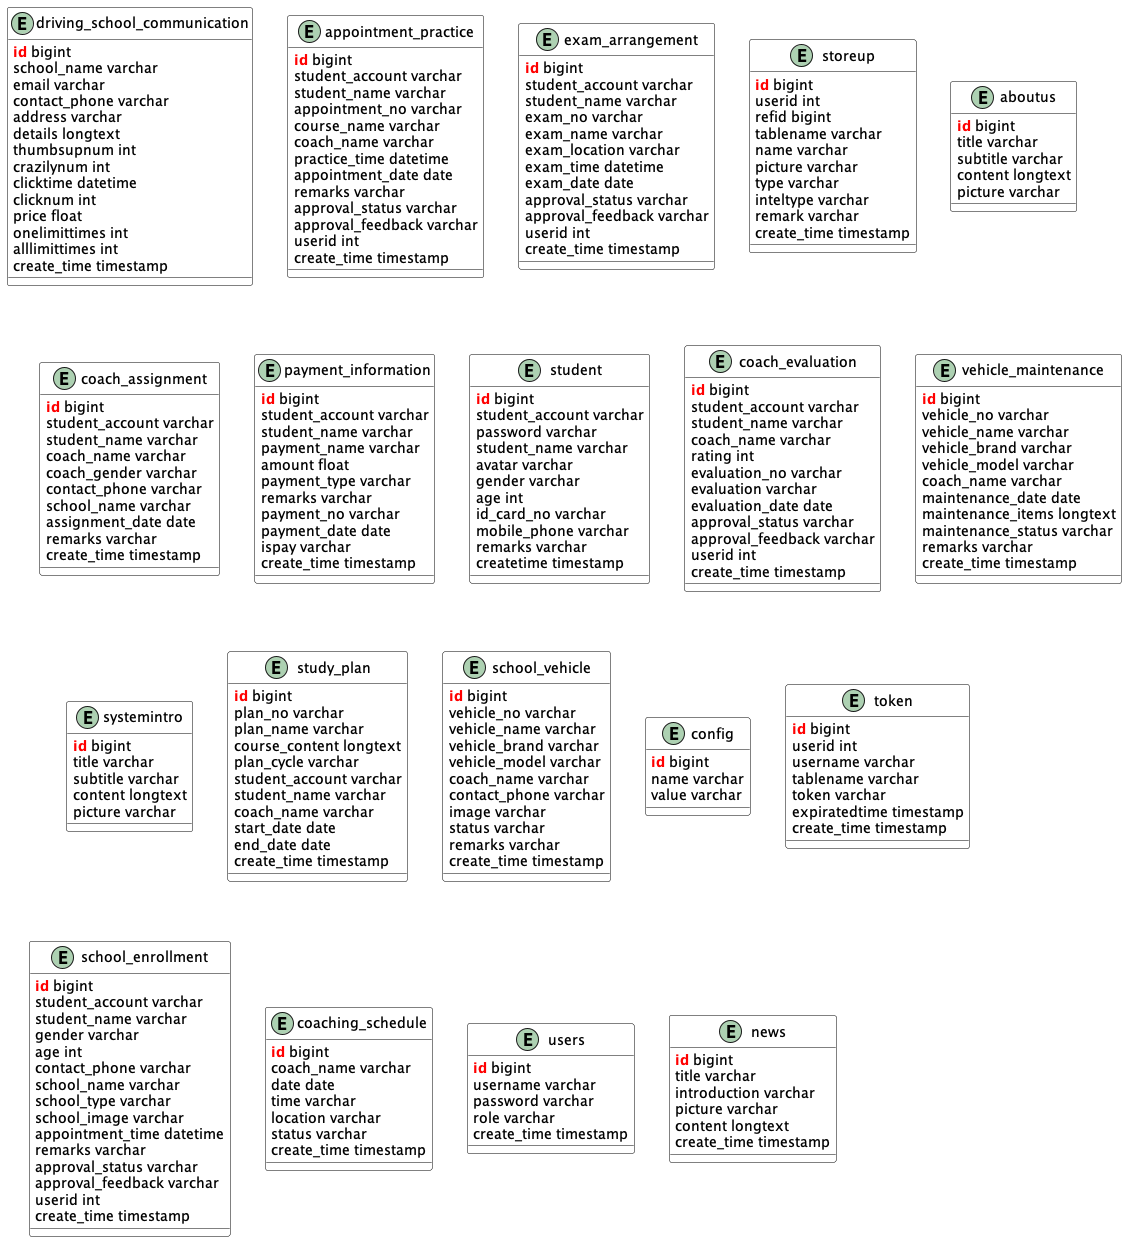 E driving_school_communication
id bigint
school_name varchar
email varchar
contact_phone varchar
address varchar
details longtext
thumbsupnum int
crazilynum int
clicktime datetime
clicknum int
price float
onelimittimes int
alllimittimes int
create_time timestamp
E appointment_practice
id bigint
student_account varchar
student_name varchar
appointment_no varchar
course_name varchar
coach_name varchar
practice_time datetime
appointment_date date
remarks varchar
approval_status varchar
approval_feedback varchar
userid int
create_time timestamp
E exam_arrangement
id bigint
student_account varchar
student_name varchar
exam_no varchar
exam_name varchar
exam_location varchar
exam_time datetime
exam_date date
approval_status varchar
approval_feedback varchar
userid int
create_time timestamp
E storeup
id bigint
userid int
refid bigint
tablename varchar
name varchar
picture varchar
type varchar
inteltype varchar
remark varchar
create_time timestamp
E aboutus
id bigint
title varchar
subtitle varchar
content longtext
picture varchar
E coach_assignment
id bigint
student_account varchar
student_name varchar
coach_name varchar
coach_gender varchar
contact_phone varchar
school_name varchar
assignment_date date
remarks varchar
create_time timestamp
E payment_information
id bigint
student_account varchar
student_name varchar
payment_name varchar
amount float
payment_type varchar
remarks varchar
payment_no varchar
payment_date date
ispay varchar
create_time timestamp
E student
id bigint
student_account varchar
password varchar
student_name varchar
avatar varchar
gender varchar
age int
id_card_no varchar
mobile_phone varchar
remarks varchar
createtime timestamp
E coach_evaluation
id bigint
student_account varchar
student_name varchar
coach_name varchar
rating int
evaluation_no varchar
evaluation varchar
evaluation_date date
approval_status varchar
approval_feedback varchar
userid int
create_time timestamp
E vehicle_maintenance
id bigint
vehicle_no varchar
vehicle_name varchar
vehicle_brand varchar
vehicle_model varchar
coach_name varchar
maintenance_date date
maintenance_items longtext
maintenance_status varchar
remarks varchar
create_time timestamp
E systemintro
id bigint
title varchar
subtitle varchar
content longtext
picture varchar
E study_plan
id bigint
plan_no varchar
plan_name varchar
course_content longtext
plan_cycle varchar
student_account varchar
student_name varchar
coach_name varchar
start_date date
end_date date
create_time timestamp
E school_vehicle
id bigint
vehicle_no varchar
vehicle_name varchar
vehicle_brand varchar
vehicle_model varchar
coach_name varchar
contact_phone varchar
image varchar
status varchar
remarks varchar
create_time timestamp
E config
id bigint
name varchar
value varchar
E token
id bigint
userid int
username varchar
tablename varchar
token varchar
expiratedtime timestamp
create_time timestamp
E school_enrollment
id bigint
student_account varchar
student_name varchar
gender varchar
age int
contact_phone varchar
school_name varchar
school_type varchar
school_image varchar
appointment_time datetime
remarks varchar
approval_status varchar
approval_feedback varchar
userid int
create_time timestamp
E coaching_schedule
id bigint
coach_name varchar
date date
time varchar
location varchar
status varchar
create_time timestamp
E users
id bigint
username varchar
password varchar
role varchar
create_time timestamp
E news
id bigint
title varchar
introduction varchar
picture varchar
content longtext
create_time timestamp